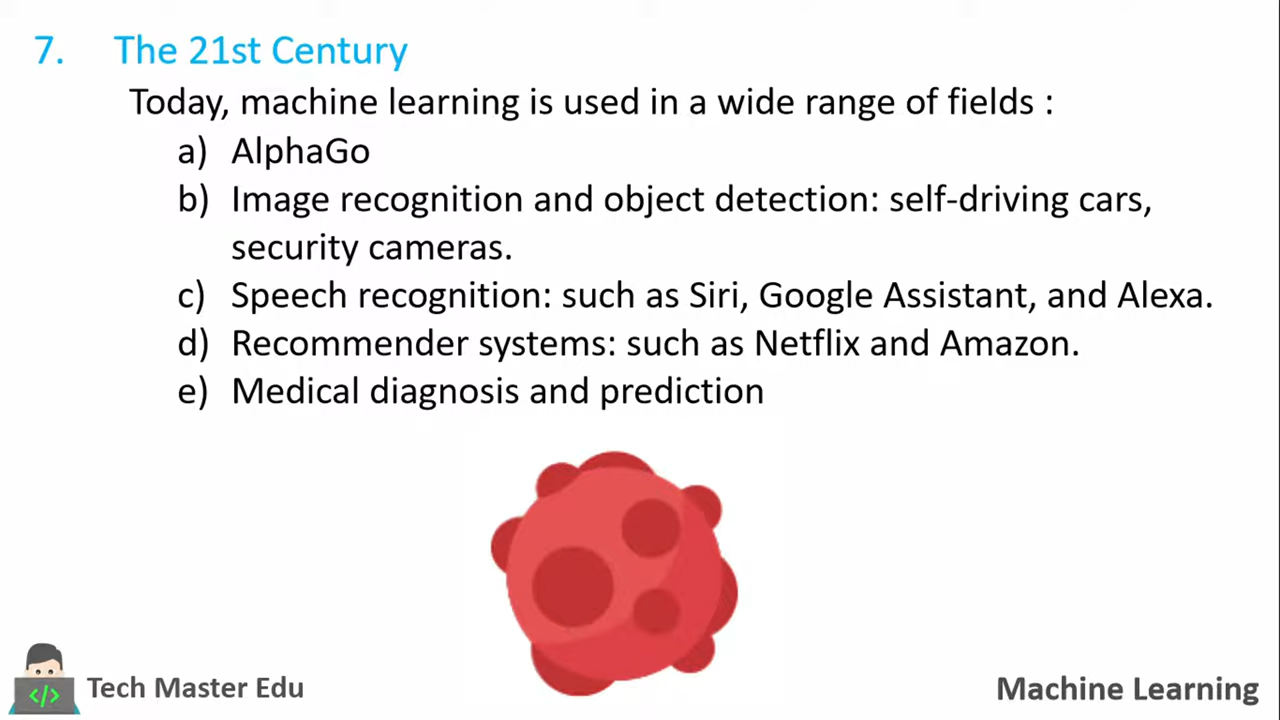 7. The 21st Century
Today, machine learning is used in a wide range of fields :
a) AlphaGo
b) Image recognition and object detection: self-driving cars,
security cameras.
c) Speech recognition: such as Siri, Google Assistant, and Alexa.
d) Recommender systems: such as Netflix and Amazon.
e) Medical diagnosis and prediction
</>
Tech Master Edu
Machine Learning